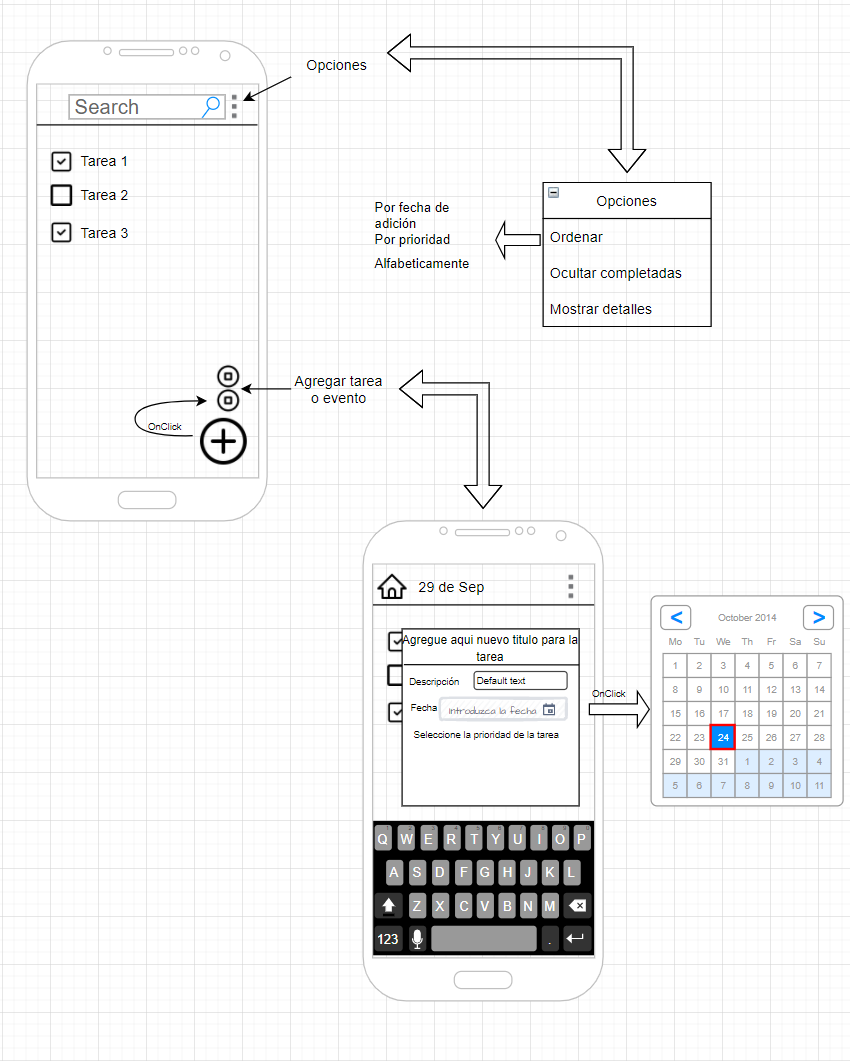 Opciones
Search
Tarea 1
Tarea 2
Tarea 3
Opciones
Ordenar
Ocultar completadas
Mostrar detalles
Por fecha de
adición
Por prioridad
Alfabeticamente
Agregar tarea
o evento
OnClick
29 de Sep
Agregue aqui nuevo titulo para la
tarea
Descripción
Default text
Fecha
Introduzca la fecha
Seleccione la prioridad de la tarea
OnClick
< October 2014 >
Mo Tu We Th Fr Sa Su
1 2 3 4 5 6 7
8 9 10 11 12 13 14
15 16 17 18 19 20 21
22 23 24 25 26 27 28
29 30 31 1 2 3 4
5 6 7 8 9 10 11
Q W E R T Y U I O P
A S D F G H J K L
Z X C V B N M
123 .